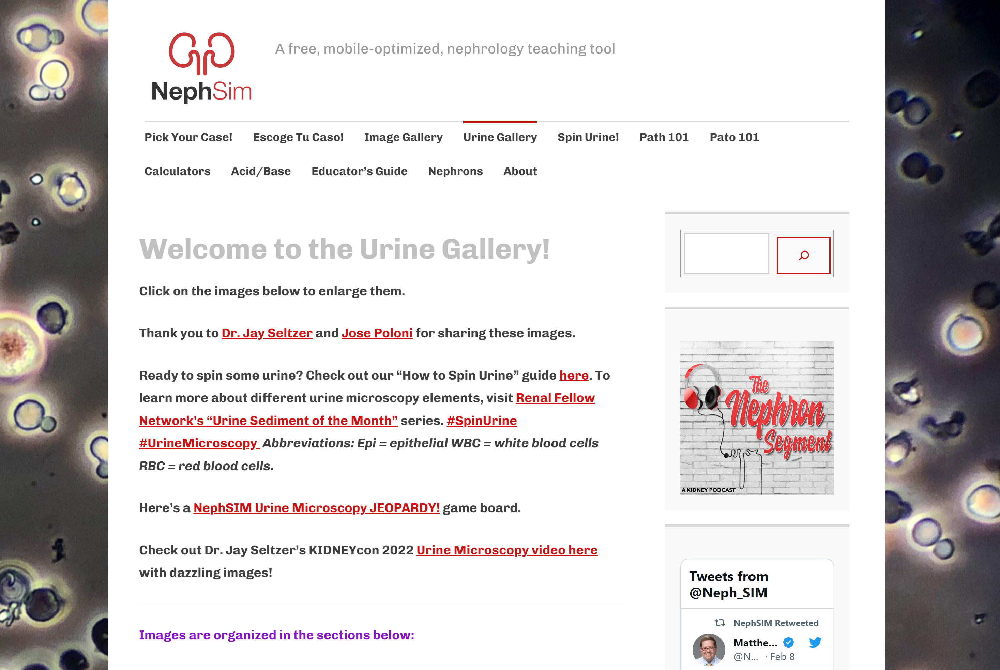 A free, mobile-optimized, nephrology teaching tool
NephSim
Pick Your Case! Escoge Tu Caso! Image Gallery Urine Gallery Spin Urine! Path 101 Pato 101
Calculators Acid/Base Educator’s Guide Nephrons About
Welcome to the Urine Gallery!
Click on the images below to enlarge them.
Thank you to Dr. Jay Seltzer and Jose Poloni for sharing these images.
Ready to spin some urine? Check out our “How to Spin Urine” guide here. To
learn more about different urine microscopy elements, visit Renal Fellow
Network’s “Urine Sediment of the Month” series. #SpinUrine
#UrineMicroscopy Abbreviations: Epi = epithelial WBC = white blood cells
RBC = red blood cells.
Here’s a NephSIM Urine Microscopy JEOPARDY! game board.
Check out Dr. Jay Seltzer’s KIDNEYcon 2022 Urine Microscopy video here
with dazzling images!
Images are organized in the sections below:
The
Nephron
Segment
A KIDNEY PODCAST
Tweets from
@Neph_SIM
NephSIM Retweeted
Matthe...
@N... · Feb 8